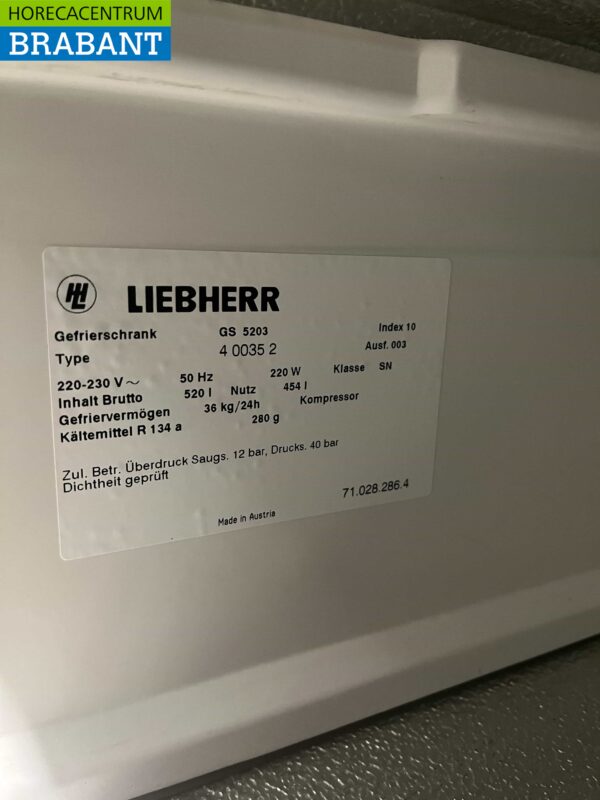 HORECACENTRUM
BRABANT
HL LIEBHERR
Gefrierschrank GS 5203 Index 10
Type 4 0035 2 Ausf. 003
220-230 V ~ 50 Hz 220 W Klasse SN
Inhalt Brutto 520 l Nutz 454 l
Gefriervermögen 36 kg/24h Kompressor
Kältemittel R 134 a 280 g
Zul. Betr. Überdruck Saugs. 12 bar, Drucks. 40 bar
Dichtheit geprüft
71.028.286.4
Made in Austria